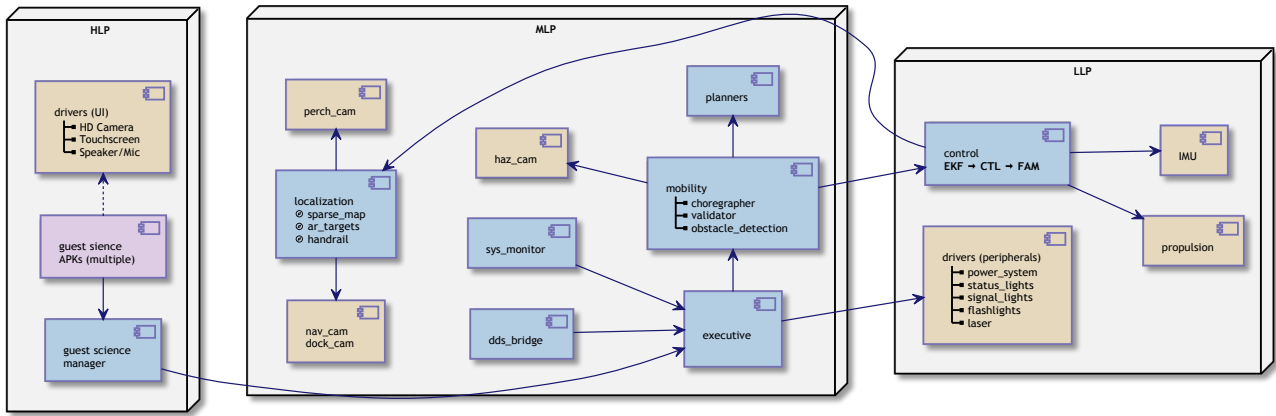 HLP
drivers (UI)
HD Camera
Touchscreen
Speaker/Mic
guest sience
APKs (multiple)
guest science
manager
MLP
perch_cam
localization
⊘ sparse_map
⊘ ar_targets
⊘ handrail
nav_cam
dock_cam
planners
haz_cam
mobility
choregrapher
validator
obstacle_detection
sys_monitor
dds_bridge
executive
LLP
control
EKF → CTL → FAM
IMU
propulsion
drivers (peripherals)
power_system
status_lights
signal_lights
flashlights
laser